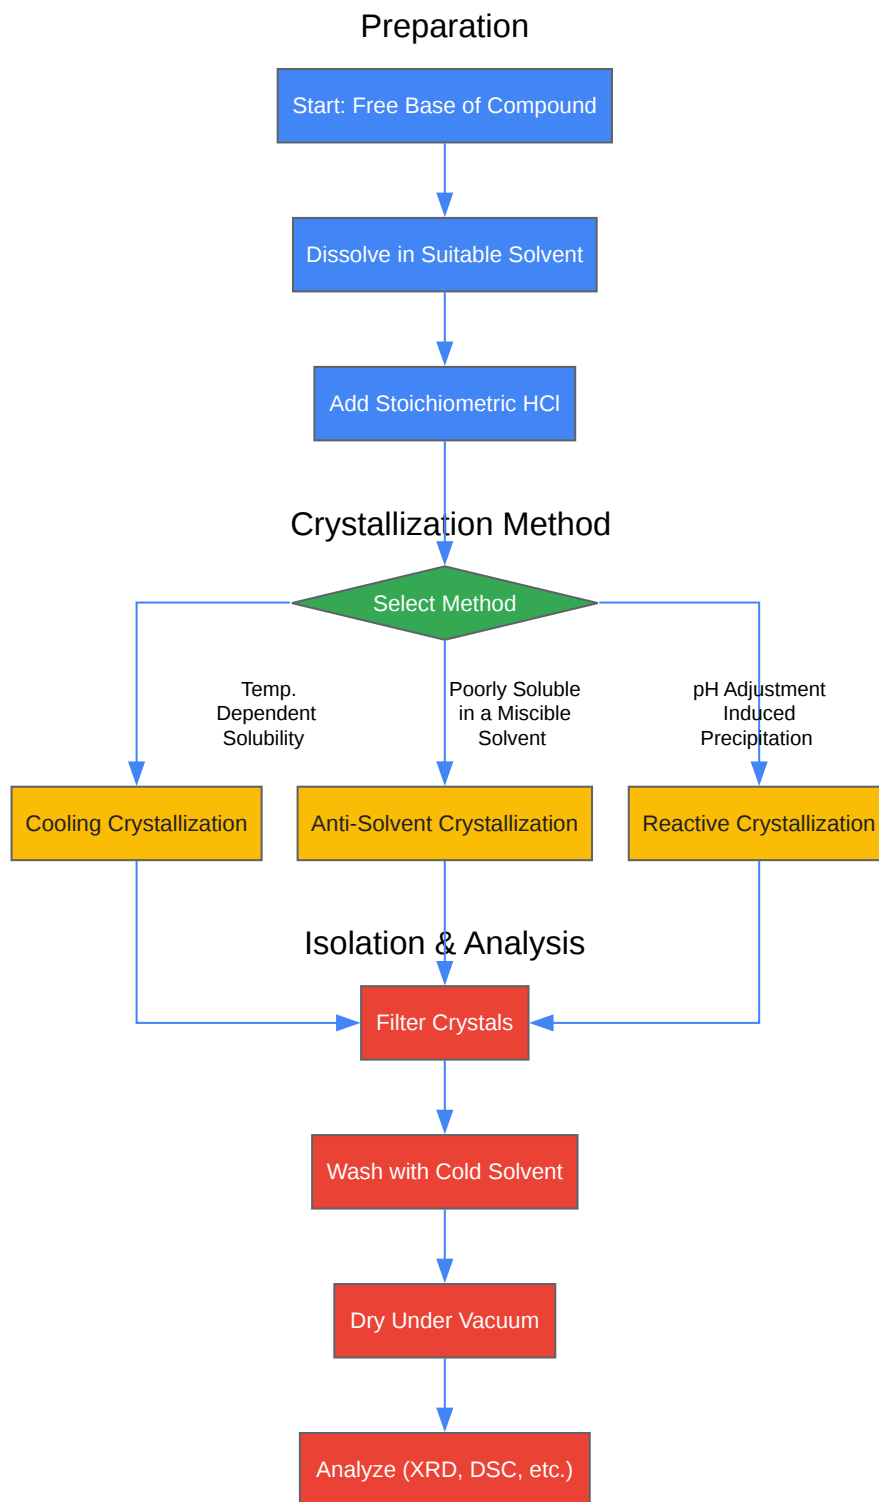 Preparation
Start: Free Base of Compound
Dissolve in Suitable Solvent
Add Stoichiometric HCl
Crystallization Method
Select Method
Temp.
Dependent
Solubility
Poorly Soluble
in a Miscible
Solvent
pH Adjustment
Induced
Precipitation
Cooling Crystallization
Anti-Solvent Crystallization
Reactive Crystallization
Isolation & Analysis
Filter Crystals
Wash with Cold Solvent
Dry Under Vacuum
Analyze (XRD, DSC, etc.)